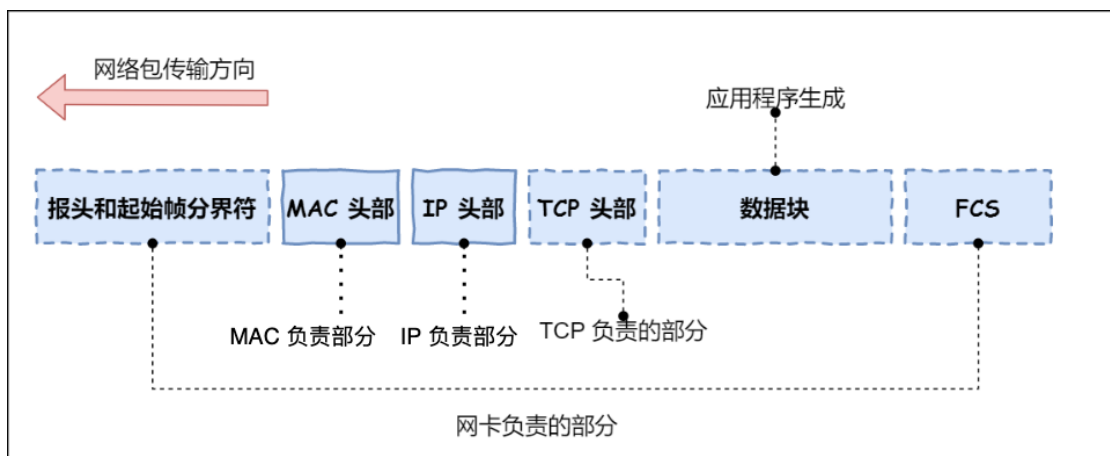 网络包传输方向
应用程序生成
报头和起始帧分界符
MAC 头部
IP 头部
TCP 头部
数据块
FCS
MAC 负责部分
IP 负责部分
TCP 负责的部分
网卡负责的部分